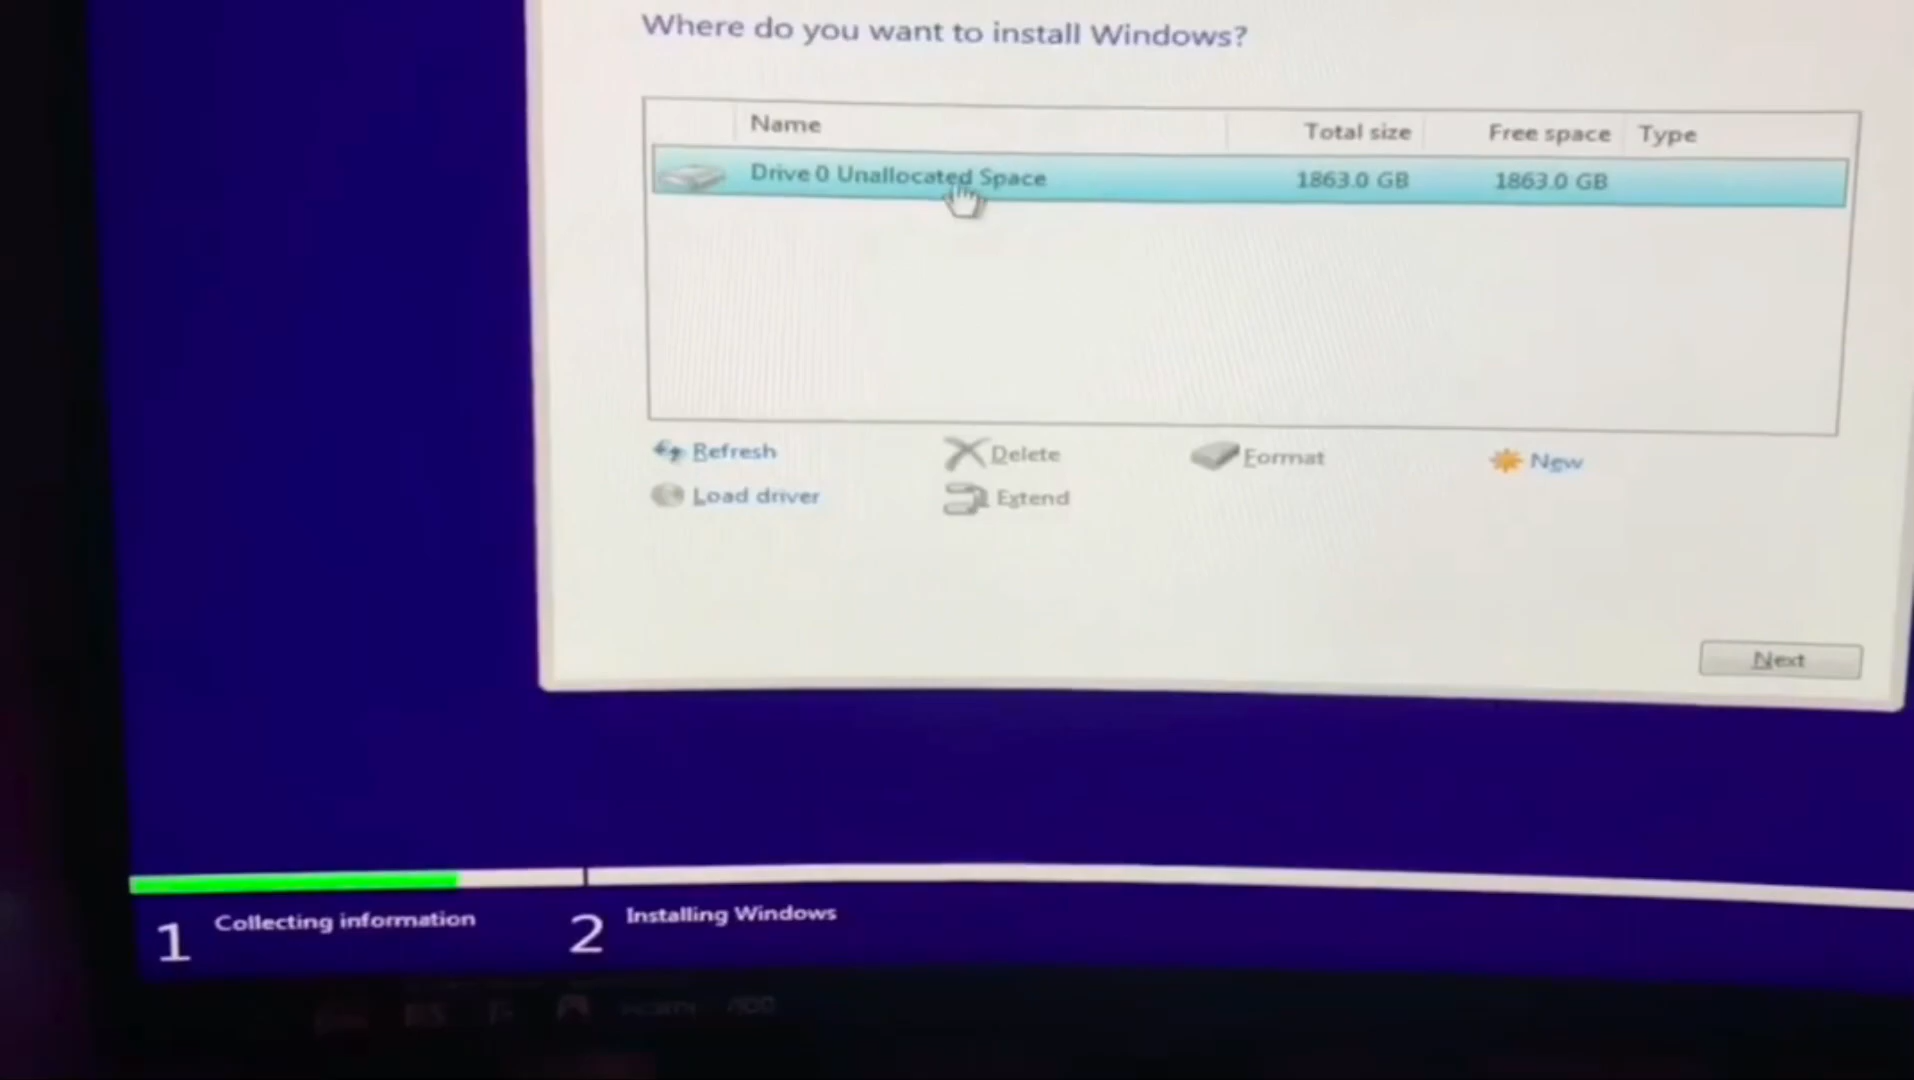 Where do you want to install Windows?
Name Total size Free space Type
Drive 0 Unallocated Space 1863.0 GB 1863.0 GB
Refresh Delete Format New
Load driver Extend
Next
1 Collecting information 2 Installing Windows